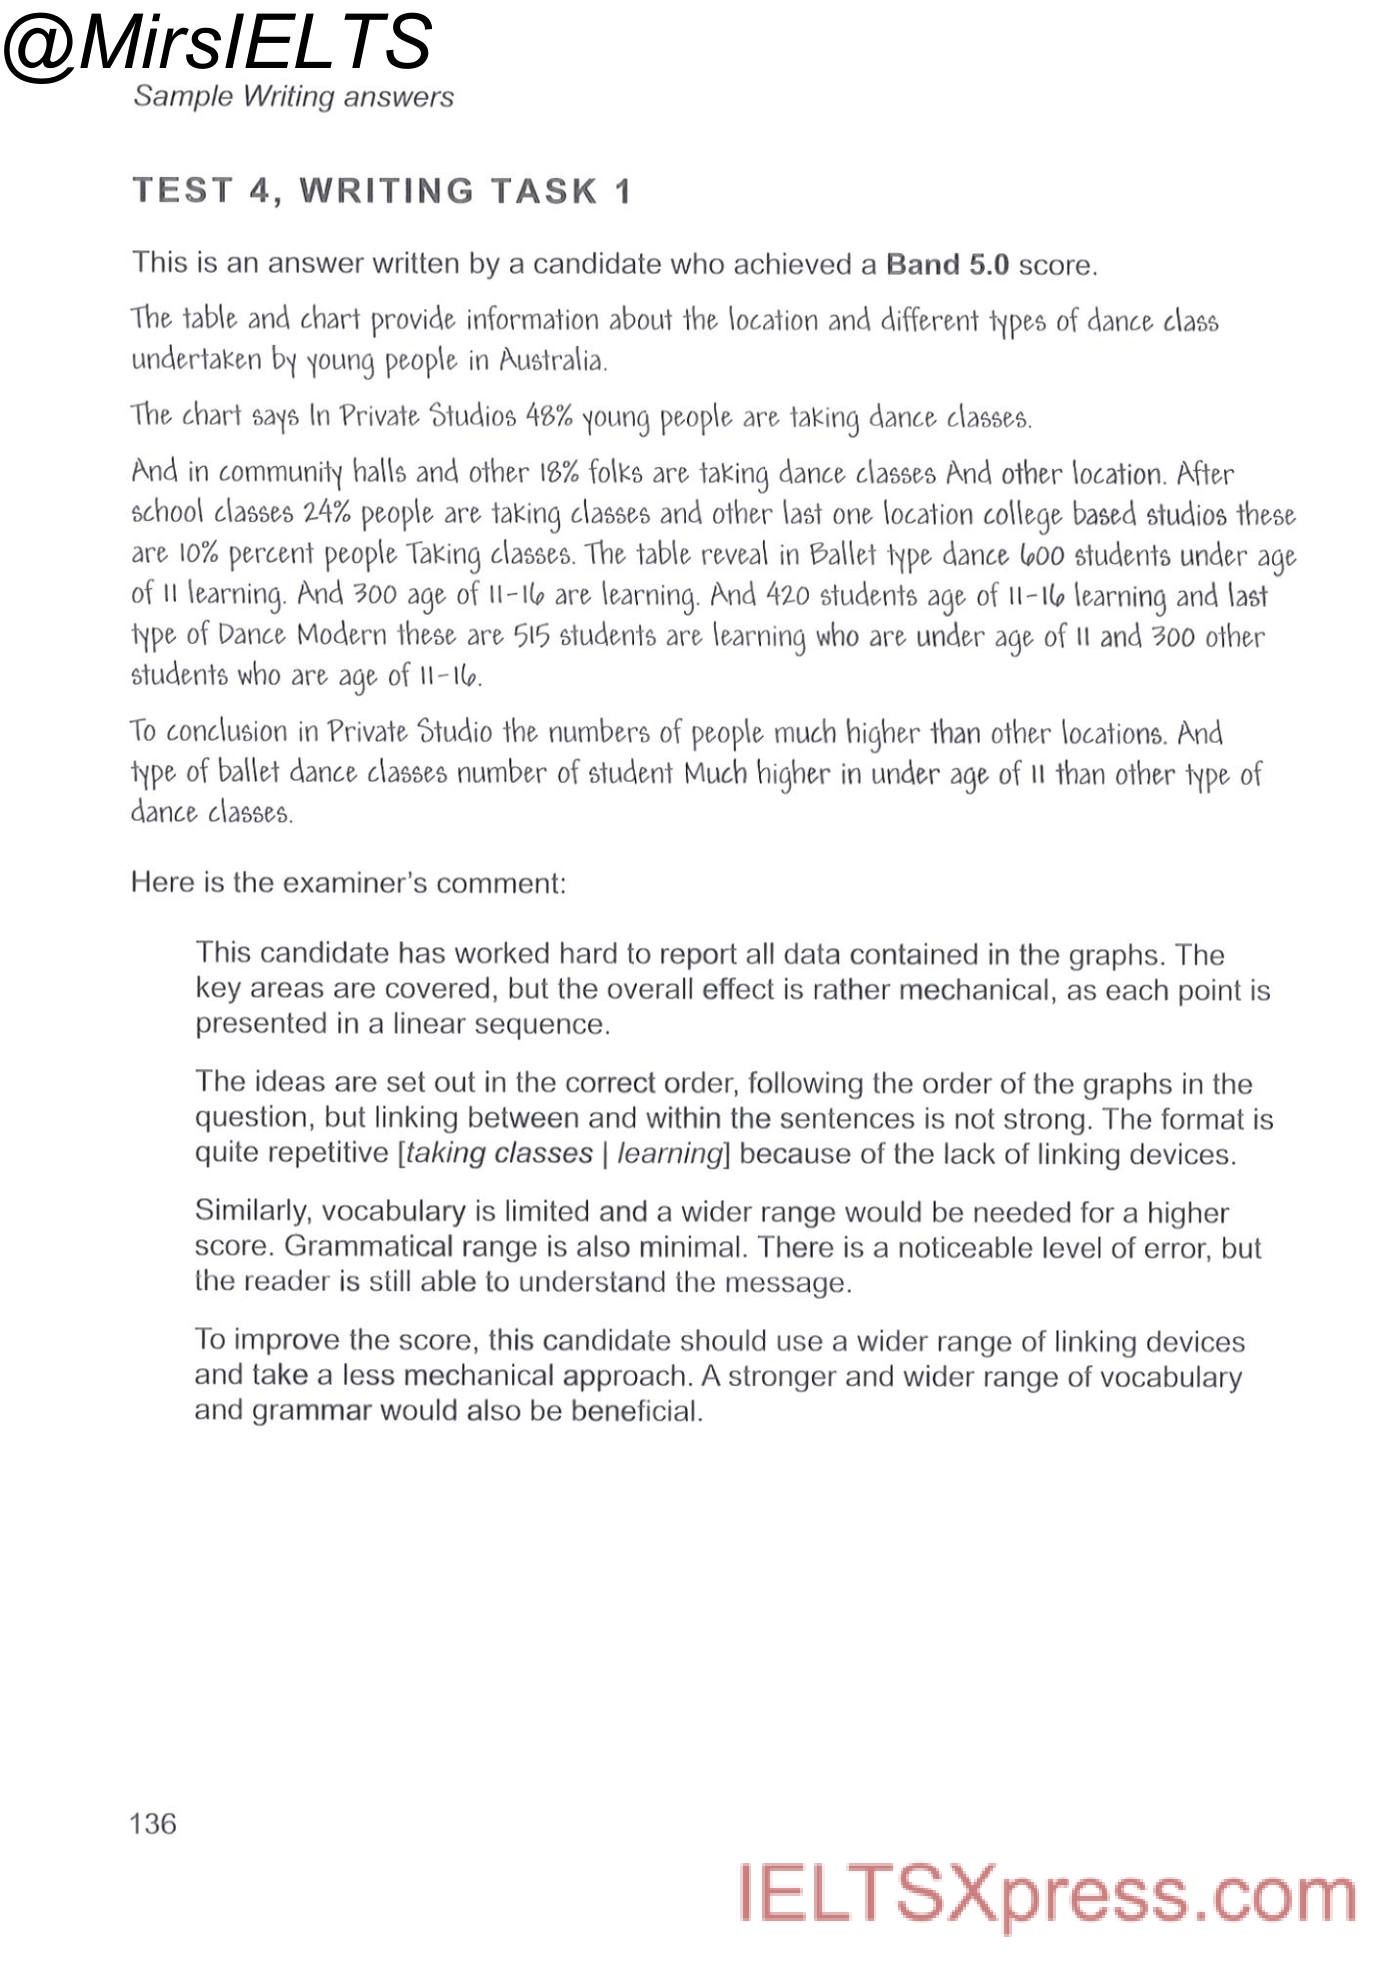 @MirsIELTS
Sample Writing answers
TEST 4, WRITING TASK 1
This is an answer written by a candidate who achieved a Band 5.0 score.
The table and chart provide information about the location and different types of dance class
undertaken by young people in Australia.
The chart says In Private Studios 48% young people are taking dance classes.
And in community halls and other 18% folks are taking dance classes And other location. After
school classes 24% people are taking classes and other last one location college based studios these
are 10% percent people Taking classes. The table reveal in Ballet type dance 600 students under age
of 11 learning. And 300 age of 11-16 are learning. And 420 students age of 11-16 learning and last
type of Dance Modern these are 515 students are learning who are under age of 11 and 300 other
students who are age of 11-16.
To conclusion in Private Studio the numbers of people much higher than other locations. And
type of ballet dance classes number of student Much higher in under age of 11 than other type of
dance classes.
Here is the examiner's comment:
This candidate has worked hard to report all data contained in the graphs. The
key areas are covered, but the overall effect is rather mechanical, as each point is
presented in a linear sequence.
The ideas are set out in the correct order, following the order of the graphs in the
question, but linking between and within the sentences is not strong. The format is
quite repetitive [taking classes | learning] because of the lack of linking devices.
Similarly, vocabulary is limited and a wider range would be needed for a higher
score. Grammatical range is also minimal. There is a noticeable level of error, but
the reader is still able to understand the message.
To improve the score, this candidate should use a wider range of linking devices
and take a less mechanical approach. A stronger and wider range of vocabulary
and grammar would also be beneficial.
136
IELTSXpress.com